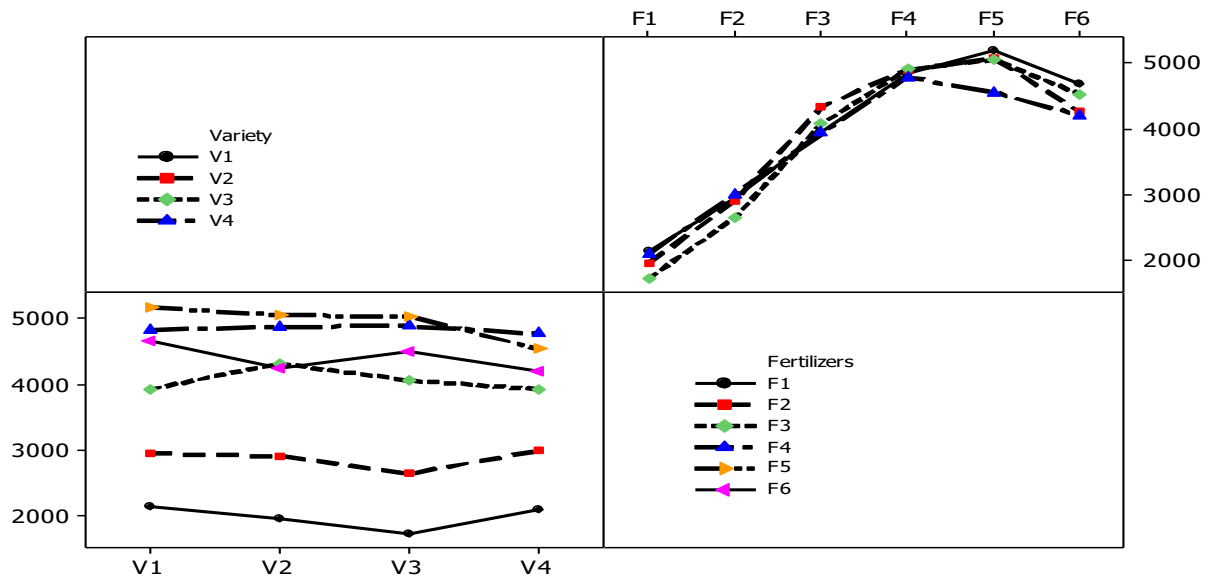 F1 F2 F3 F4 F5 F6
5000
4000
3000
2000
Variety
V1
V2
V3
V4
5000
4000
3000
2000
Fertilizers
F1
F2
F3
F4
F5
F6
V1 V2 V3 V4